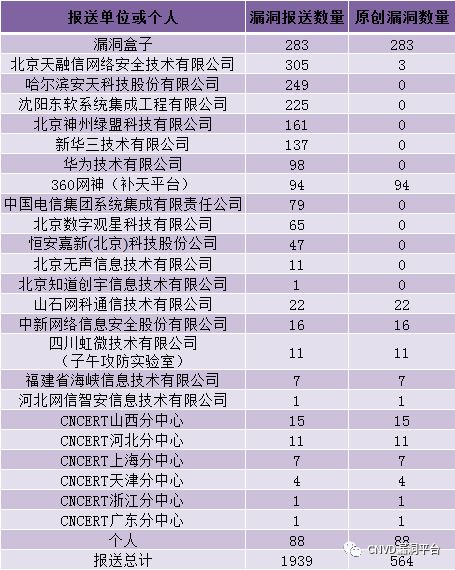 报送单位或个人 漏洞报送数量 原创漏洞数量
漏洞盒子 283 283
北京天融信网络安全技术有限公司 305 3
哈尔滨安天科技股份有限公司 249 0
沈阳东软系统集成工程有限公司 225 0
北京神州绿盟科技有限公司 161 0
新华三技术有限公司 137 0
华为技术有限公司 98 0
360网神（补天平台） 94 94
中国电信集团系统集成有限责任公司 79 0
北京数字观星科技有限公司 65 0
恒安嘉新(北京)科技股份公司 47 0
北京无声信息技术有限公司 11 0
北京知道创宇信息技术有限公司 1 0
山石网科通信技术有限公司 22 22
中新网络信息安全股份有限公司 16 16
四川虹微技术有限公司
（子午攻防实验室） 11 11
福建省海峡信息技术有限公司 7 7
河北网信智安信息技术有限公司 1 1
CNCERT山西分中心 15 15
CNCERT河北分中心 11 11
CNCERT上海分中心 7 7
CNCERT天津分中心 4 4
CNCERT浙江分中心 1 1
CNCERT广东分中心 1 1
个人 88 88
CNVD漏洞平台
报送总计 1939 564